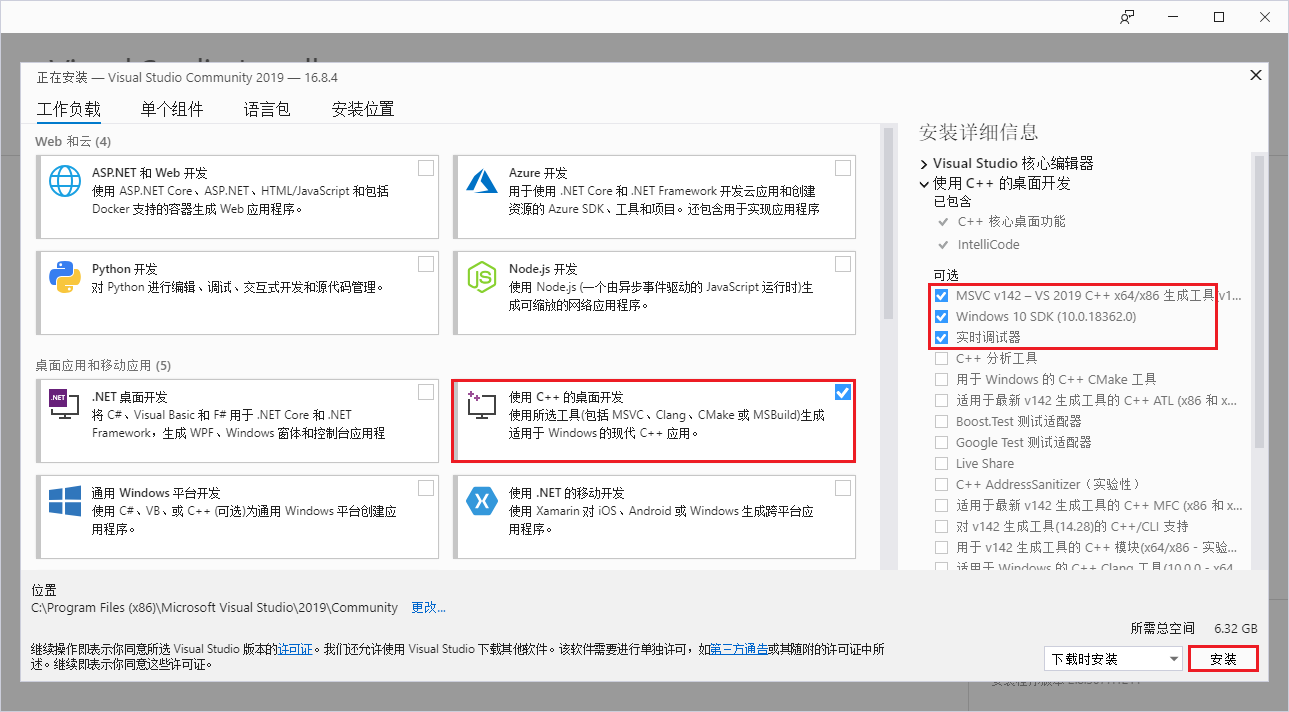 正在安装 — Visual Studio Community 2019 — 16.8.4
工作负载 单个组件 语言包 安装位置
Web 和云 (4)
ASP.NET 和 Web 开发
使用 ASP.NET Core、ASP.NET、HTML/JavaScript 和包括
Docker 支持的容器生成 Web 应用程序。
Azure 开发
用于使用 .NET Core 和 .NET Framework 开发云应用和创建
资源的 Azure SDK、工具和项目。还包含用于实现应用程序
Python 开发
对 Python 进行编辑、调试、交互式开发和源代码管理。
Node.js 开发
使用 Node.js (一个由异步事件驱动的 JavaScript 运行时)生
成可缩放的网络应用程序。
桌面应用和移动应用 (5)
.NET
.NET 桌面开发
将 C#、Visual Basic 和 F# 用于 .NET Core 和 .NET
Framework，生成 WPF、Windows 窗体和控制台应用程
使用 C++ 的桌面开发
使用所选工具(包括 MSVC、Clang、CMake 或 MSBuild)生成
适用于 Windows 的现代 C++ 应用。
通用 Windows 平台开发
使用 C#、VB、或 C++ (可选)为通用 Windows 平台创建应
用程序。
使用 .NET 的移动开发
使用 Xamarin 对 iOS、Android 或 Windows 生成跨平台应
用程序。
安装详细信息
Visual Studio 核心编辑器
使用 C++ 的桌面开发
已包含
C++ 核心桌面功能
IntelliCode
可选
MSVC v142 – VS 2019 C++ x64/x86 生成工具 (v1...
Windows 10 SDK (10.0.18362.0)
实时调试器
C++ 分析工具
用于 Windows 的 C++ CMake 工具
适用于最新 v142 生成工具的 C++ ATL (x86 和 x...
Boost.Test 测试适配器
Google Test 测试适配器
Live Share
C++ AddressSanitizer（实验性）
适用于最新 v142 生成工具的 C++ MFC (x86 和 x...
对 v142 生成工具(14.28)的 C++/CLI 支持
用于 v142 生成工具的 C++ 模块(x64/x86 - 实验...
适用于 Windows 的 C++ Clang 工具(10.0.0 - x64
位置
C:\Program Files (x86)\Microsoft Visual Studio\2019\Community 更改...
所需总空间 6.32 GB
继续操作即表示你同意所选 Visual Studio 版本的许可证。我们还允许使用 Visual Studio 下载其他软件。该软件需要进行单独许可，如第三方通告或其随附的许可证中所
述。继续即表示你同意这些许可证。
下载时安装 安装